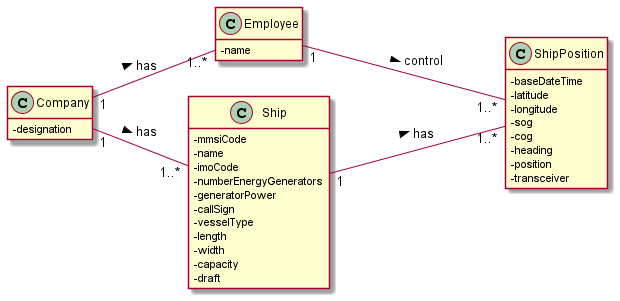 C Employee
-name
has
1..*
1
control
C Company
-designation
1
1
has
1..*
C Ship
-mmsiCode
-name
-imoCode
-numberEnergyGenerators
-generatorPower
-callSign
-vesselType
-length
-width
-capacity
-draft
1
has
1..*
1..*
C ShipPosition
-baseDateTime
-latitude
-longitude
-sog
-cog
-heading
-position
-transceiver